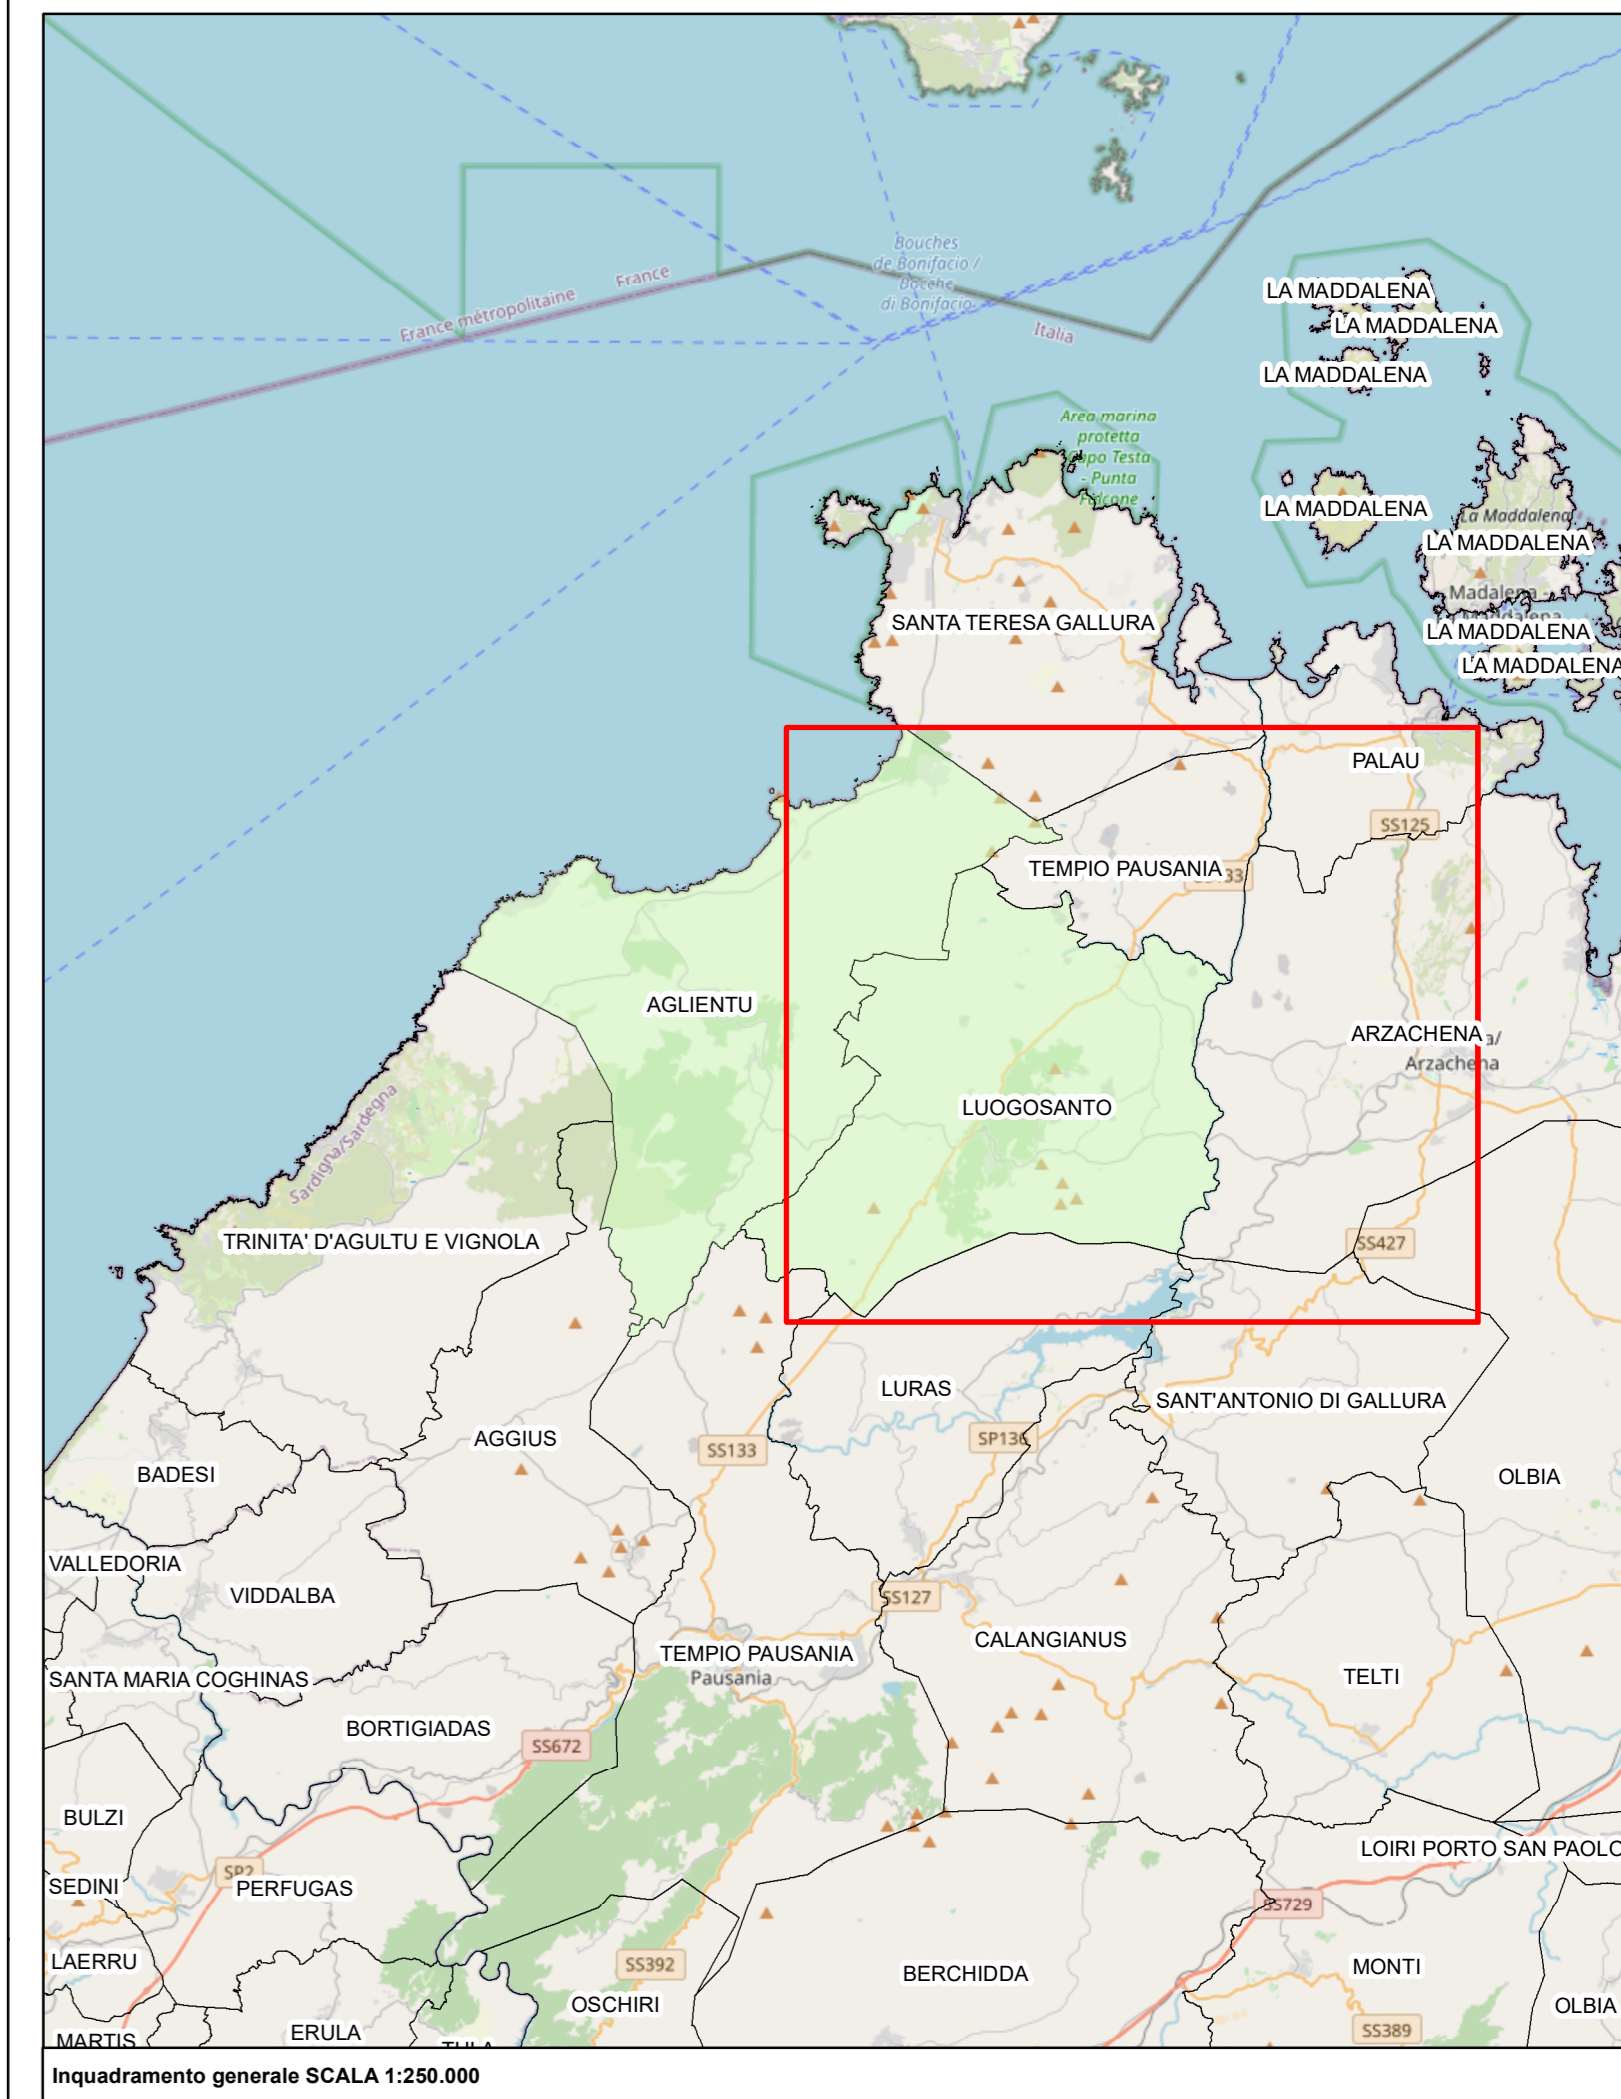 Bouches
de Bonifacio /
Bocche
di Bonifacio
France
France métropolitaine
Italia
LA MADDALENA
LA MADDALENA
LA MADDALENA
Area marina
protetta
Capo Testa
- Punta
Falcone
LA MADDALENA
La Maddalena
LA MADDALENA
Madalena -
La Maddalena
LA MADDALENA
LA MADDALENA
SANTA TERESA GALLURA
PALAU
SS125
TEMPIO PAUSANIA
AGLIENTU
ARZACHENA
Arzachena
LUOGOSANTO
Sardigna/Sardegna
TRINITA' D'AGULTU E VIGNOLA
SS427
LURAS
SANT'ANTONIO DI GALLURA
AGGIUS
SS133
SP136
BADESI
OLBIA
VALLEDORIA
VIDDALBA
SS127
CALANGIANUS
TEMPIO PAUSANIA
Pausania
SANTA MARIA COGHINAS
TELTI
BORTIGIADAS
SS672
BULZI
LOIRI PORTO SAN PAOLO
SP2
SEDINI
PERFUGAS
SS729
LAERRU
SS392
BERCHIDDA
MONTI
OSCHIRI
OLBIA
ERULA
SS389
MARTIS
TULA
Inquadramento generale SCALA 1:250.000